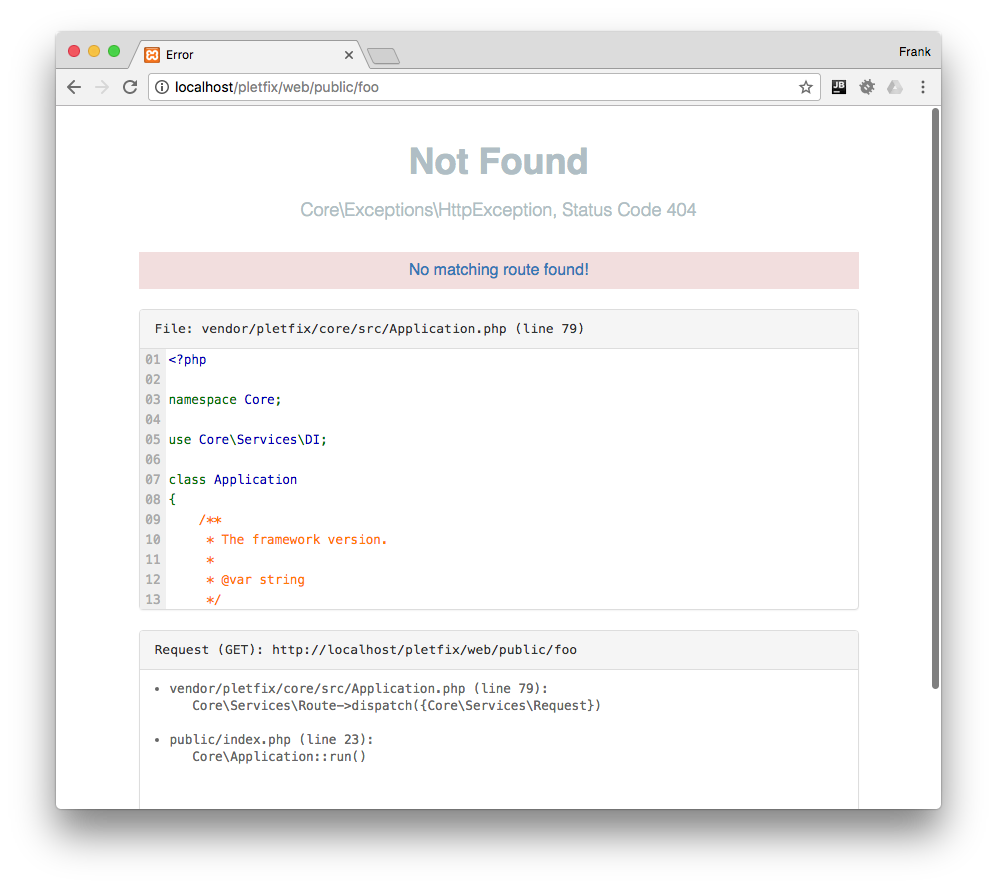 Error
Frank
localhost/pletfix/web/public/foo
JB
Not Found
Core\Exceptions\HttpException, Status Code 404
No matching route found!
File: vendor/pletfix/core/src/Application.php (line 79)
01 <?php
02
03 namespace Core;
04
05 use Core\Services\DI;
06
07 class Application
08 {
09     /**
10      * The framework version.
11      *
12      * @var string
13      */
Request (GET): http://localhost/pletfix/web/public/foo
• vendor/pletfix/core/src/Application.php (line 79):
Core\Services\Route->dispatch({Core\Services\Request})
• public/index.php (line 23):
Core\Application::run()